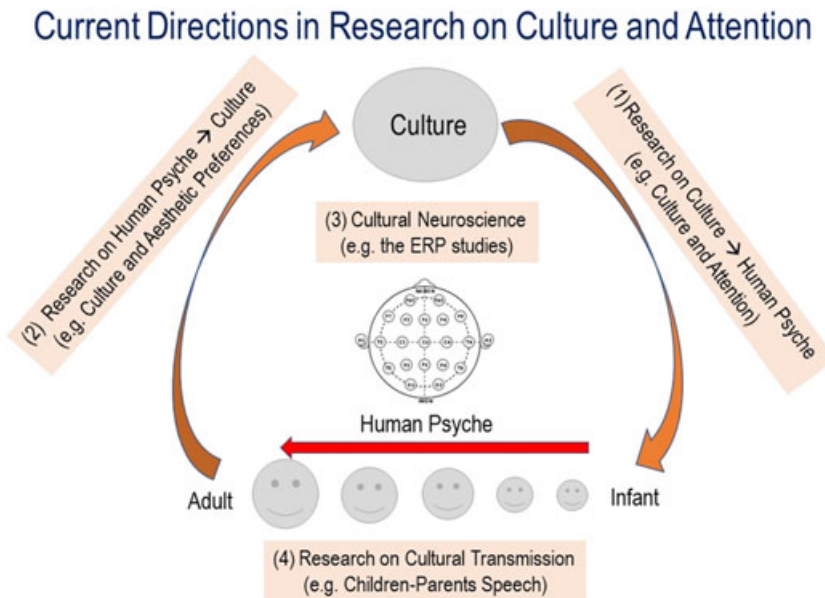 Current Directions in Research on Culture and Attention
(2) Research on Human Psyche → Culture
(e.g. Culture and Aesthetic Preferences)
Culture
(1)Research on Culture → Human Psyche
(e.g. Culture and Attention)
(3) Cultural Neuroscience
(e.g. the ERP studies)
Human Psyche
Adult
Infant
(4) Research on Cultural Transmission
(e.g. Children-Parents Speech)